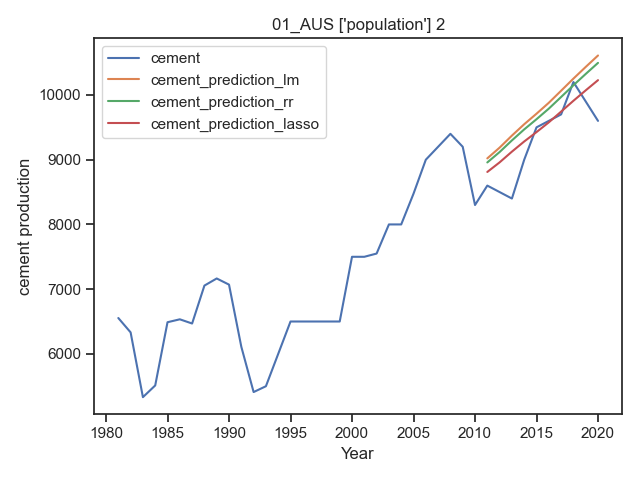 01_AUS ['population'] 2
cement
cement_prediction_lm
cement_prediction_rr
cement_prediction_lasso
cement production
10000
9000
8000
7000
6000
1980 1985 1990 1995 2000 2005 2010 2015 2020
Year